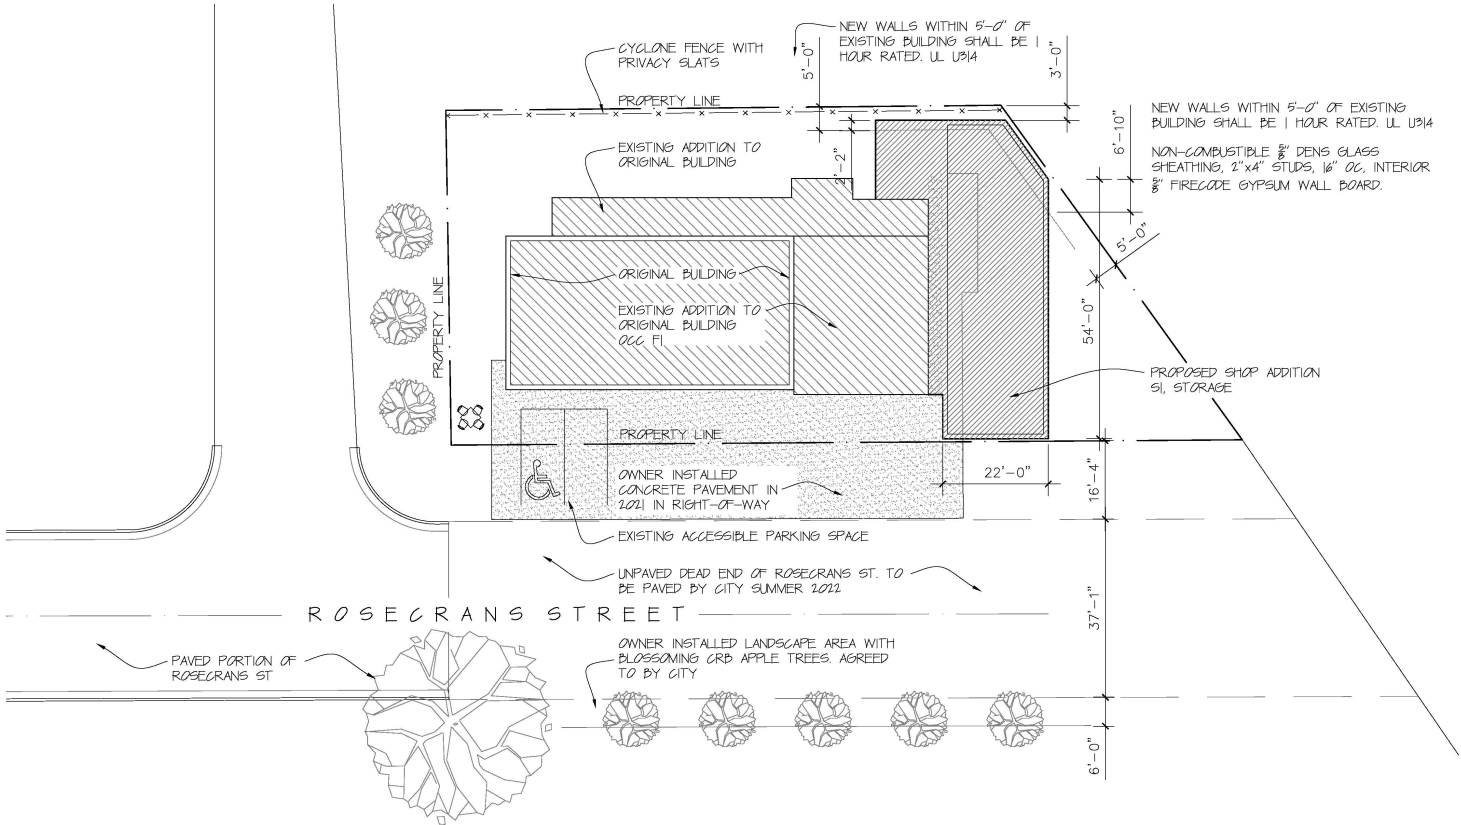 NEW WALLS WITHIN 5'-0" OF
EXISTING BUILDING SHALL BE 1
HOUR RATED. UL U314
CYCLONE FENCE WITH
PRIVACY SLATS
5'-0"
3'-0"
PROPERTY LINE
NEW WALLS WITHIN 5'-0" OF EXISTING
BUILDING SHALL BE 1 HOUR RATED. UL U314
NON-COMBUSTIBLE 5/8" DENS GLASS
SHEATHING, 2"x4" STUDS, 16" OC, INTERIOR
5/8" FIRECODE GYPSUM WALL BOARD.
6'-10"
EXISTING ADDITION TO
ORIGINAL BUILDING
5'-0"
ORIGINAL BUILDING
PROPERTY LINE
EXISTING ADDITION TO
ORIGINAL BUILDING
OCC F1
54'-0"
PROPOSED SHOP ADDITION
S1, STORAGE
PROPERTY LINE
OWNER INSTALLED
CONCRETE PAVEMENT IN
2021 IN RIGHT-OF-WAY
22'-0"
16'-4"
EXISTING ACCESSIBLE PARKING SPACE
UNPAVED DEAD END OF ROSECRANS ST. TO
BE PAVED BY CITY SUMMER 2022
ROSECRANS STREET
37'-1"
PAVED PORTION OF
ROSECRANS ST
OWNER INSTALLED LANDSCAPE AREA WITH
BLOSSOMING CRB APPLE TREES. AGREED
TO BY CITY
6'-0"